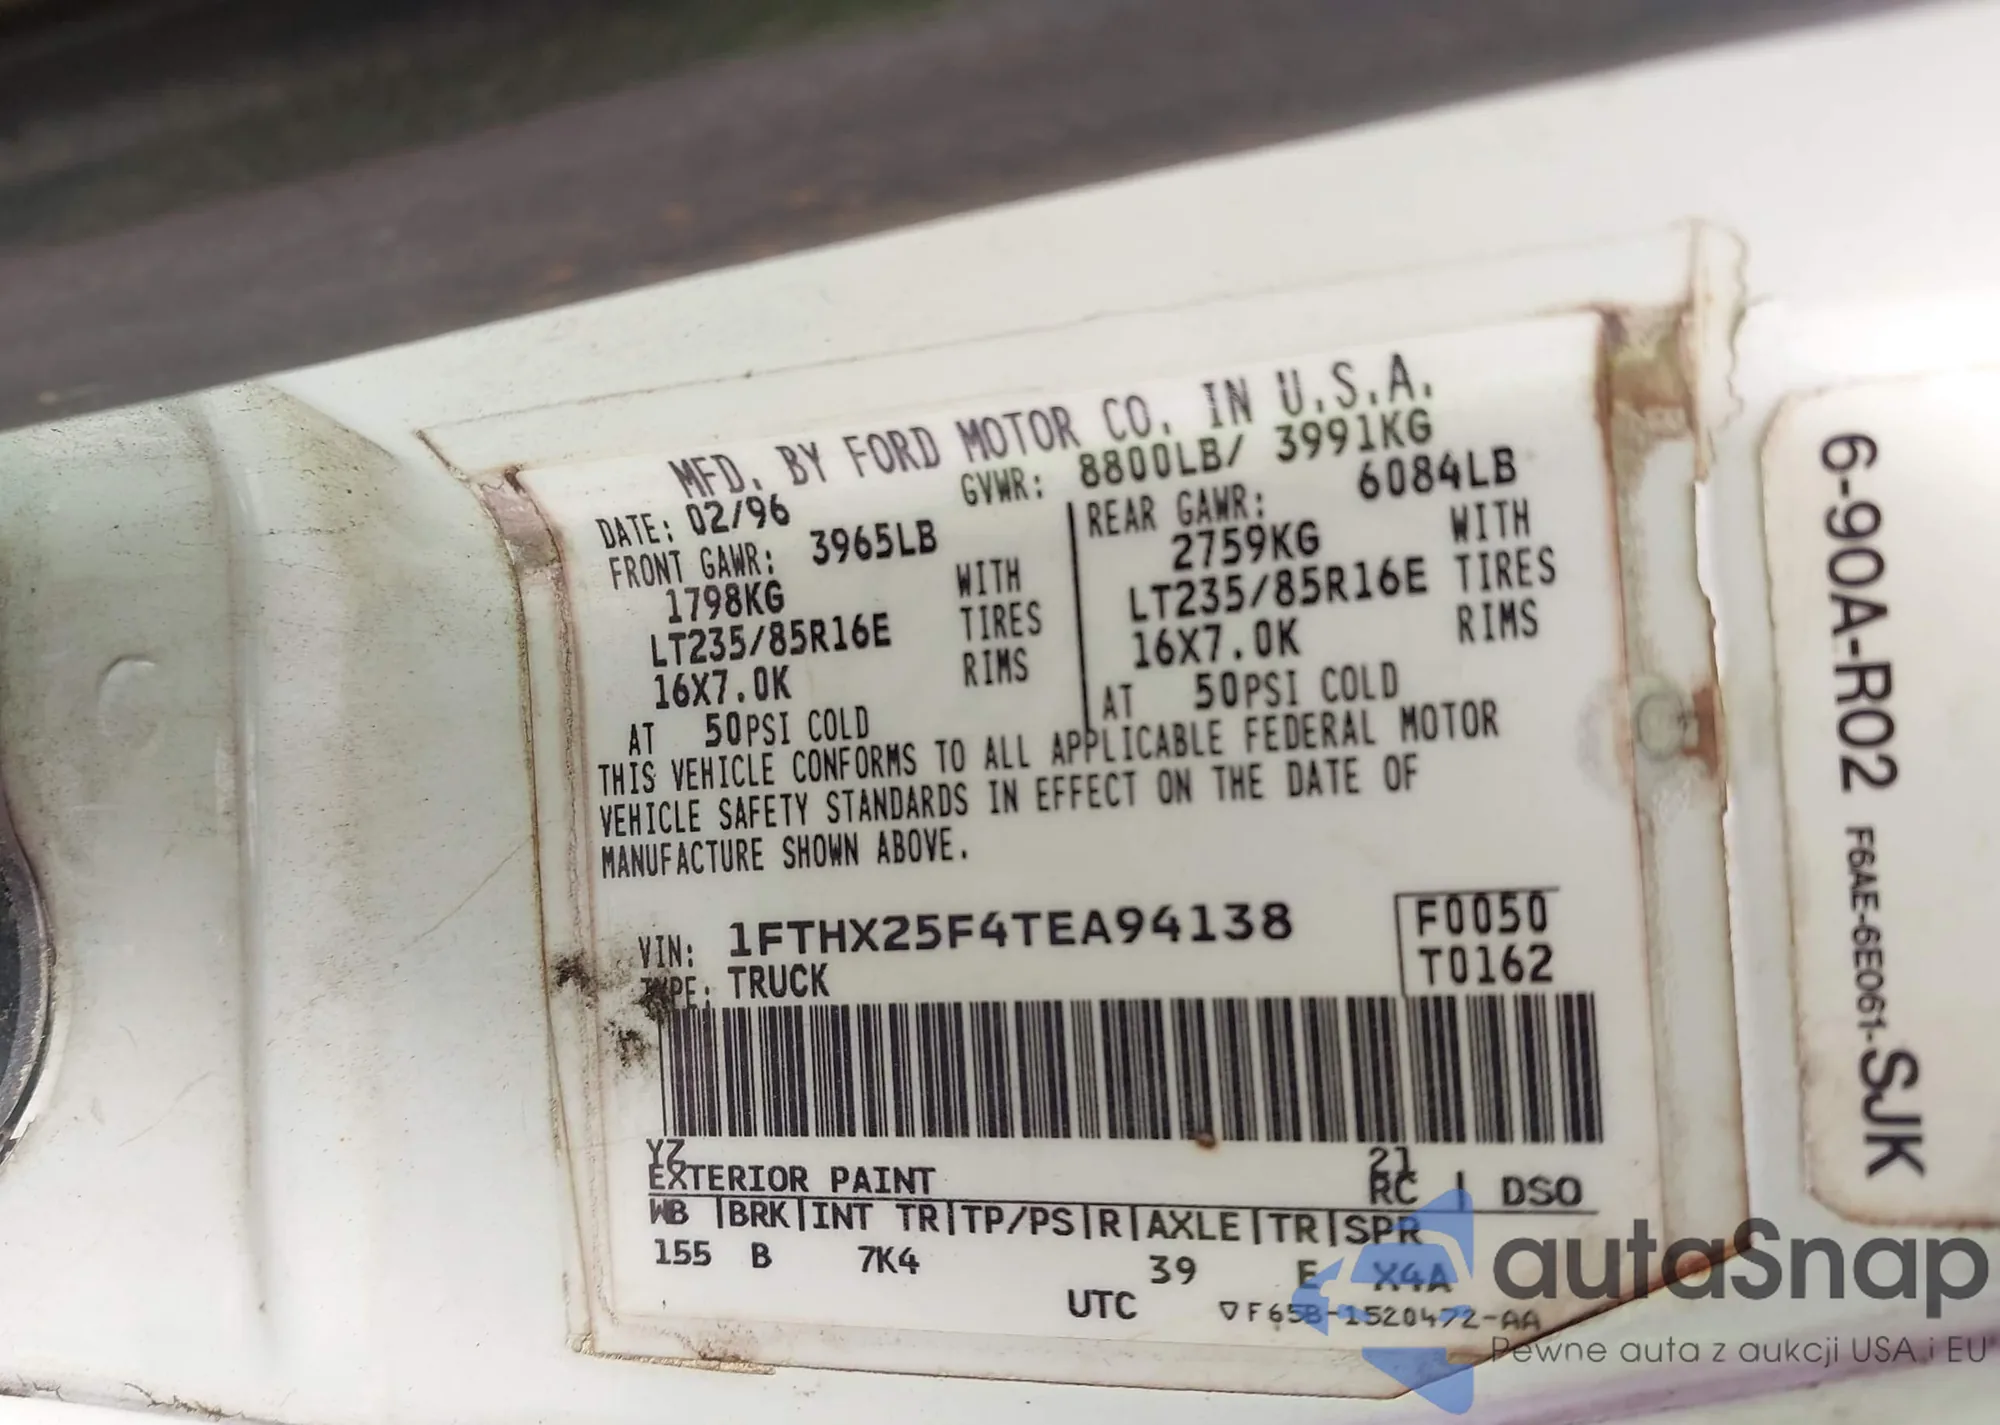 MFD. BY FORD MOTOR CO. IN U.S.A.
DATE: 02/96 GVWR: 8800LB/ 3991KG
FRONT GAWR: 3965LB
1798KG WITH
LT235/85R16E TIRES
16X7.0K RIMS
AT 50PSI COLD
REAR GAWR: 6084LB
2759KG WITH
LT235/85R16E TIRES
16X7.0K RIMS
AT 50PSI COLD
THIS VEHICLE CONFORMS TO ALL APPLICABLE FEDERAL MOTOR
VEHICLE SAFETY STANDARDS IN EFFECT ON THE DATE OF
MANUFACTURE SHOWN ABOVE.
VIN: 1FTHX25F4TEA94138
TYPE: TRUCK
F0050
T0162
YZ 21
EXTERIOR PAINT RC | DSO
WB |BRK|INT TR|TP/PS|R|AXLE|TR|SPR
155 B 7K4 39 E X4A
UTC ▽F65B-1520472-AA
6-90A-R02 F6AE-6E061-SJK
autaSnap
Pewne auta z aukcji USA i EU